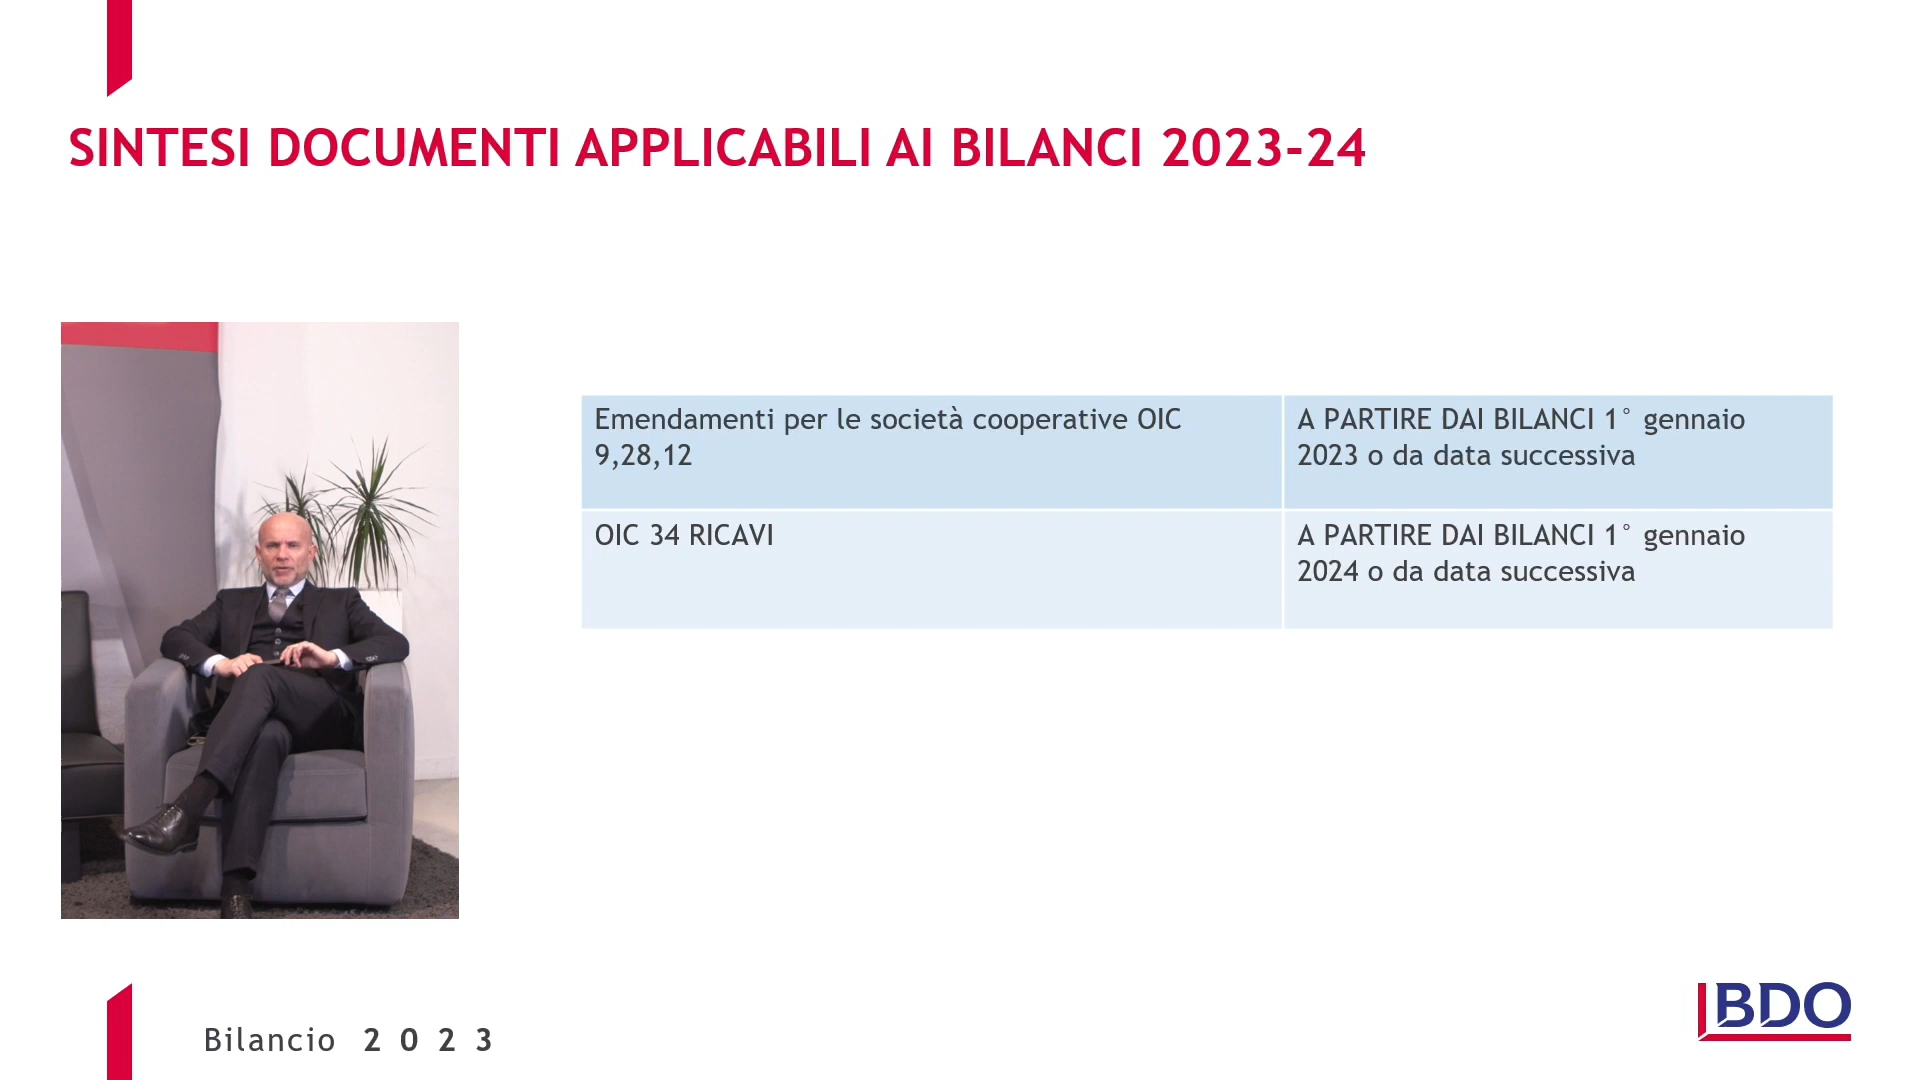 SINTESI DOCUMENTI APPLICABILI AI BILANCI 2023-24
Emendamenti per le società cooperative OIC
9,28,12
A PARTIRE DAI BILANCI 1° gennaio
2023 o da data successiva
OIC 34 RICAVI
A PARTIRE DAI BILANCI 1° gennaio
2024 o da data successiva
Bilancio 2 0 2 3
BDO